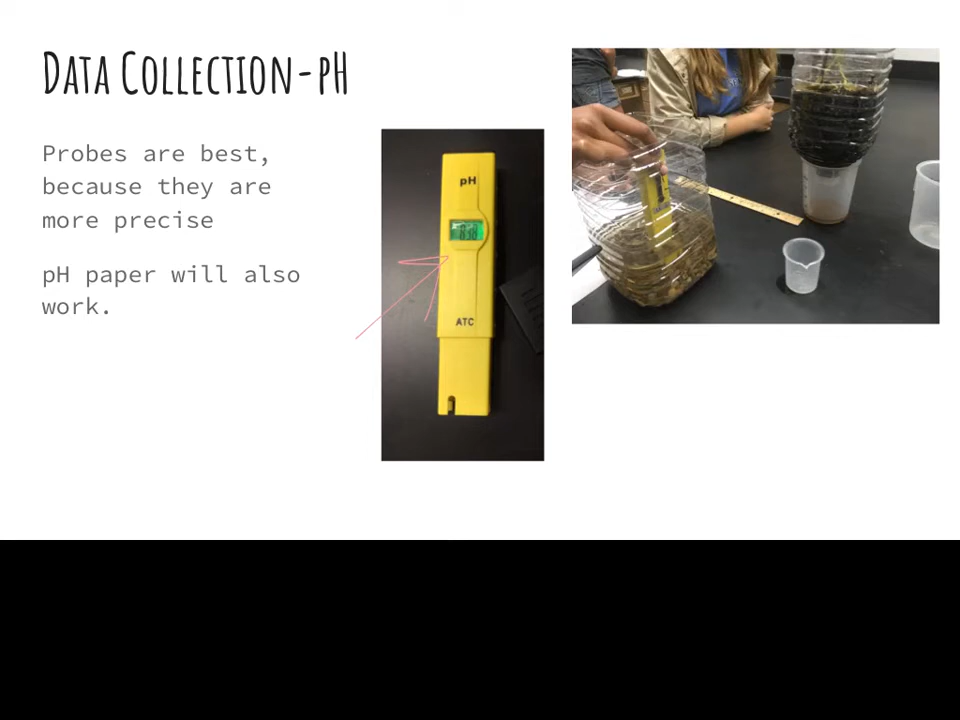 Data Collection-pH
Probes are best,
because they are
more precise
pH paper will also
work.
pH
ATC